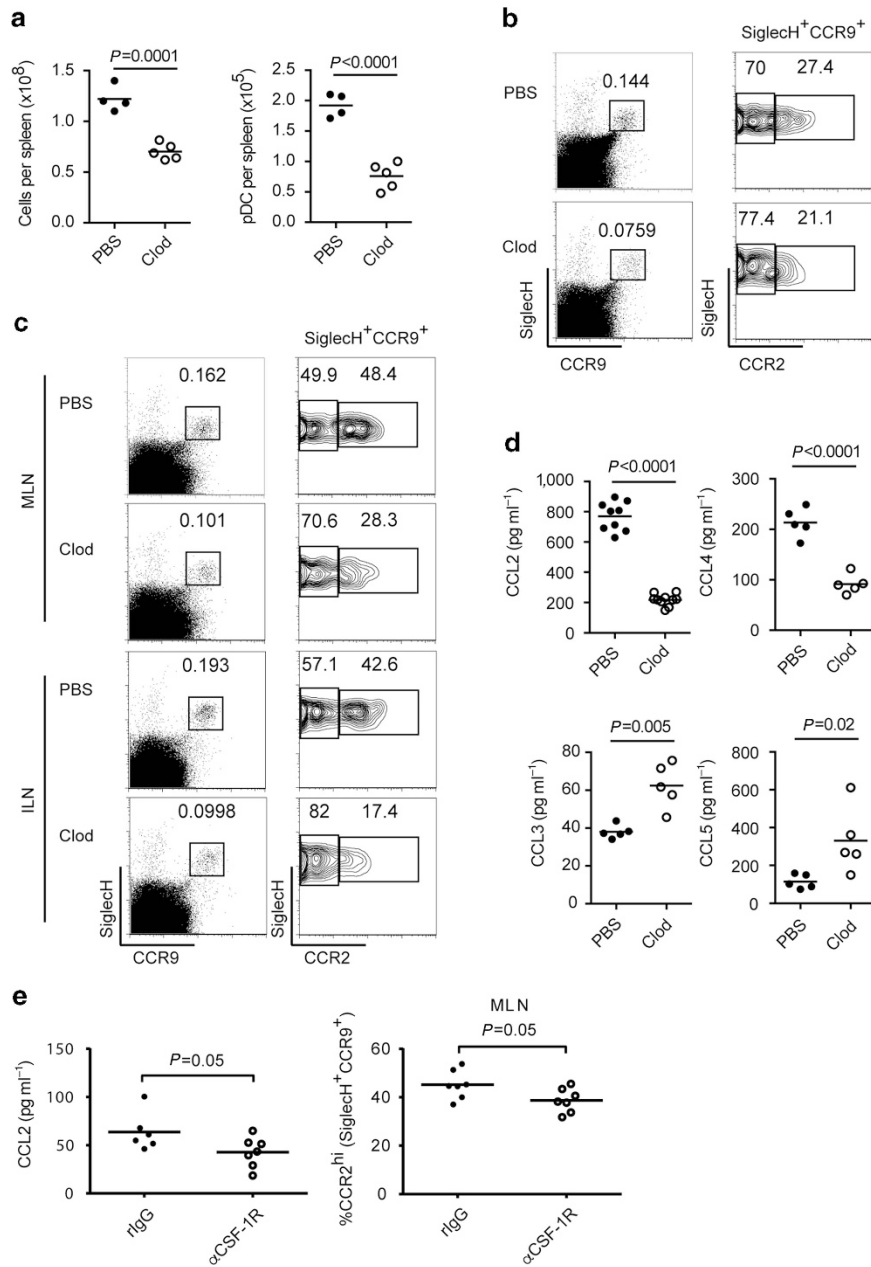 a
P=0.0001
Cells per spleen (x10⁸)
1.5
1.0
0.5
0.0
PBS
Clod
P<0.0001
pDC per spleen (x10⁵)
2.5
2.0
1.5
1.0
0.5
0.0
PBS
Clod
b
SiglecH⁺CCR9⁺
PBS
0.144
70 27.4
Clod
0.0759
77.4 21.1
SiglecH
CCR9
SiglecH
CCR2
c
SiglecH⁺CCR9⁺
MLN
PBS
0.162
49.9 48.4
Clod
0.101
70.6 28.3
ILN
PBS
0.193
57.1 42.6
Clod
0.0998
82 17.4
SiglecH
CCR9
SiglecH
CCR2
d
P<0.0001
CCL2 (pg ml⁻¹)
1,000
800
600
400
200
0
PBS
Clod
P<0.0001
CCL4 (pg ml⁻¹)
300
200
100
0
PBS
Clod
P=0.005
CCL3 (pg ml⁻¹)
80
60
40
20
0
PBS
Clod
P=0.02
CCL5 (pg ml⁻¹)
800
600
400
200
0
PBS
Clod
e
P=0.05
CCL2 (pg ml⁻¹)
150
100
50
0
rIgG
αCSF-1R
MLN
P=0.05
%CCR2ʰⁱ (SiglecH⁺CCR9⁺)
60
40
20
0
rIgG
αCSF-1R